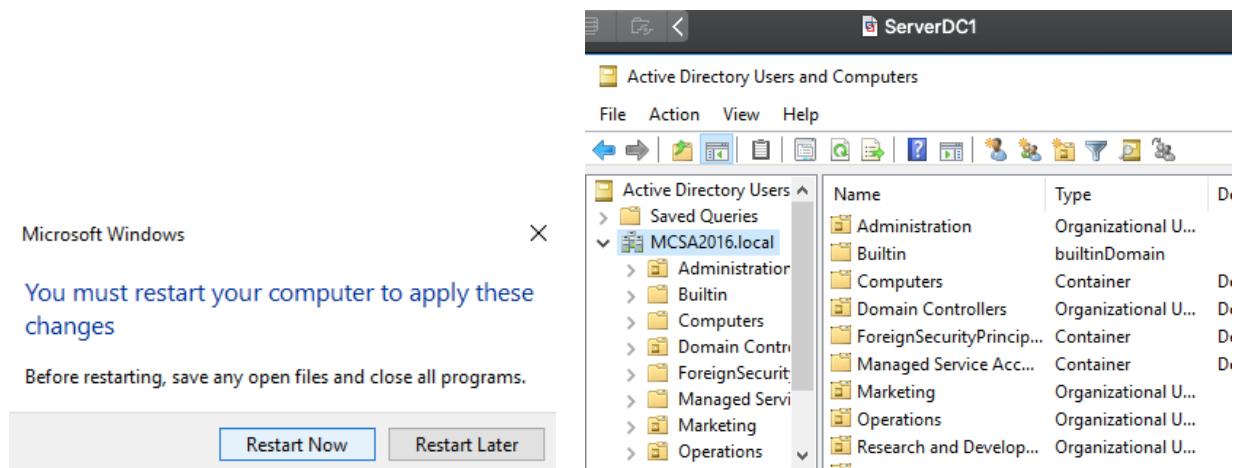 Microsoft Windows
You must restart your computer to apply these
changes
Before restarting, save any open files and close all programs.
Restart Now
Restart Later
ServerDC1
Active Directory Users and Computers
File Action View Help
Active Directory Users
Saved Queries
MCSA2016.local
Administration
Builtin
Computers
Domain Contr
ForeignSecurit
Managed Servi
Marketing
Operations
Name Type D
Administration Organizational U...
Builtin builtinDomain
Computers Container D
Domain Controllers Organizational U... D
ForeignSecurityPrincip... Container D
Managed Service Acc... Container D
Marketing Organizational U...
Operations Organizational U...
Research and Develop... Organizational U...